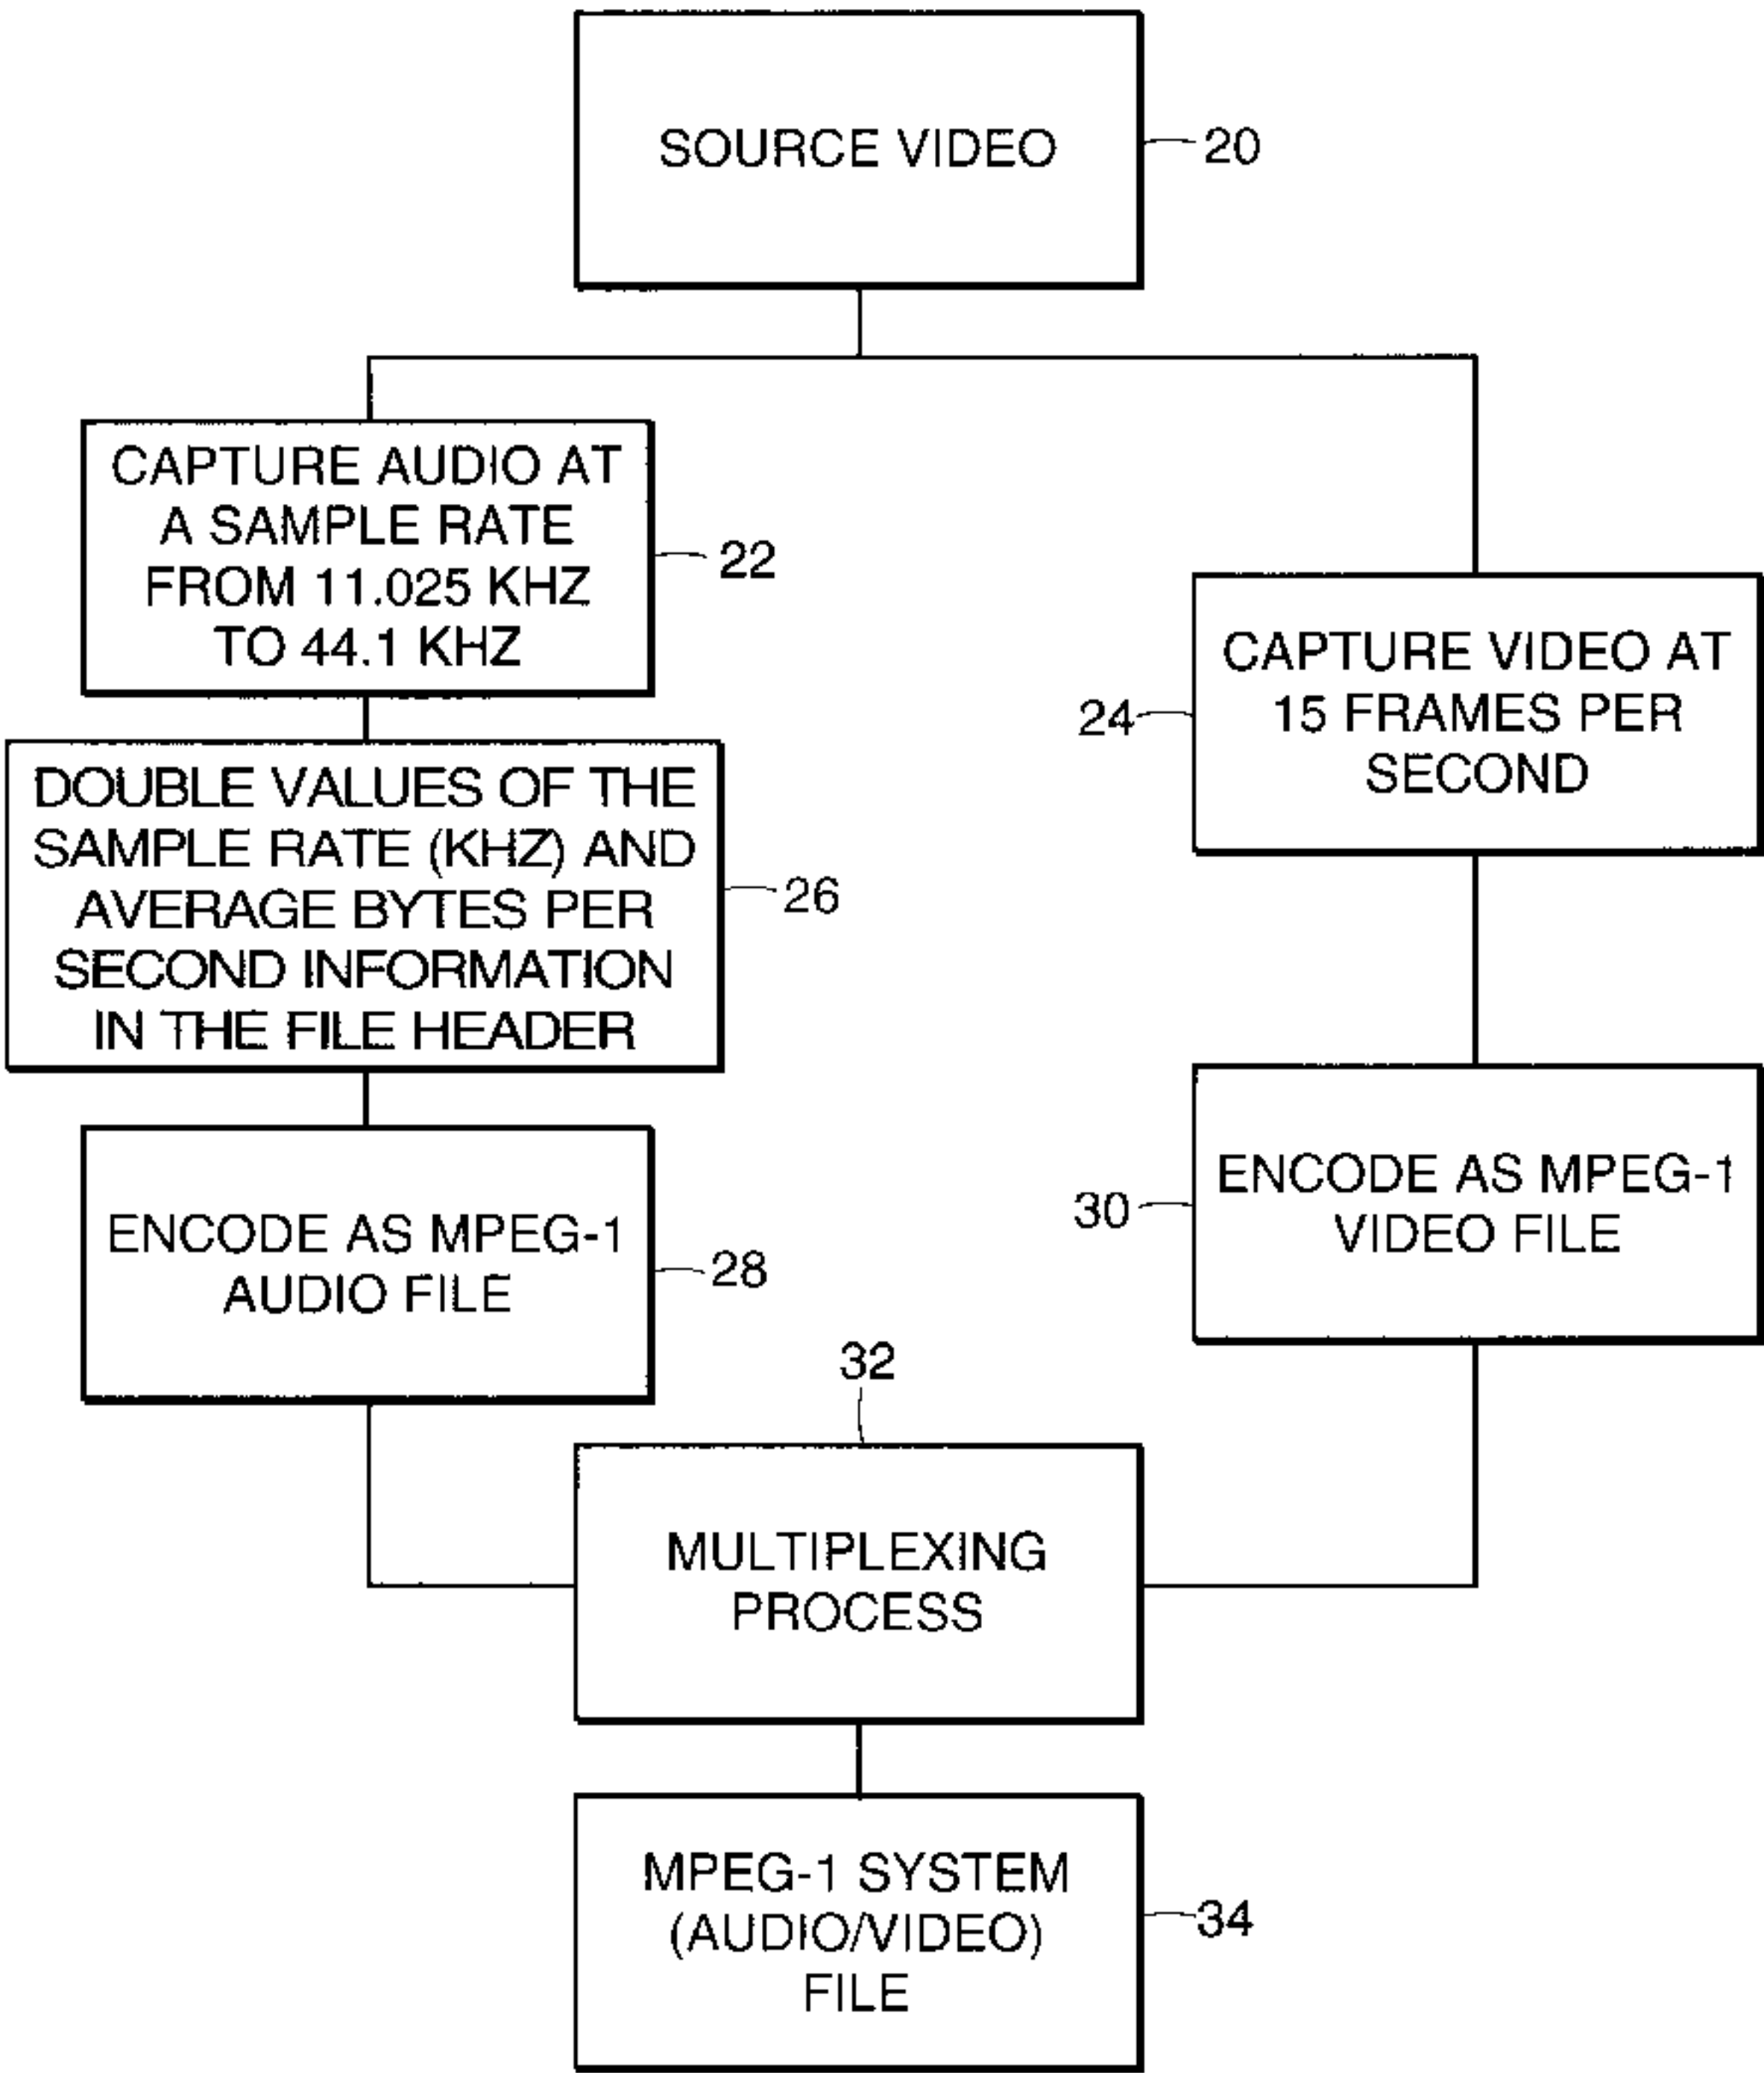 SOURCE VIDEO
20
CAPTURE AUDIO AT
A SAMPLE RATE
FROM 11.025 KHZ
TO 44.1 KHZ
22
CAPTURE VIDEO AT
15 FRAMES PER
SECOND
24
DOUBLE VALUES OF THE
SAMPLE RATE (KHZ) AND
AVERAGE BYTES PER
SECOND INFORMATION
IN THE FILE HEADER
26
ENCODE AS MPEG-1
AUDIO FILE
28
ENCODE AS MPEG-1
VIDEO FILE
30
32
MULTIPLEXING
PROCESS
MPEG-1 SYSTEM
(AUDIO/VIDEO)
FILE
34